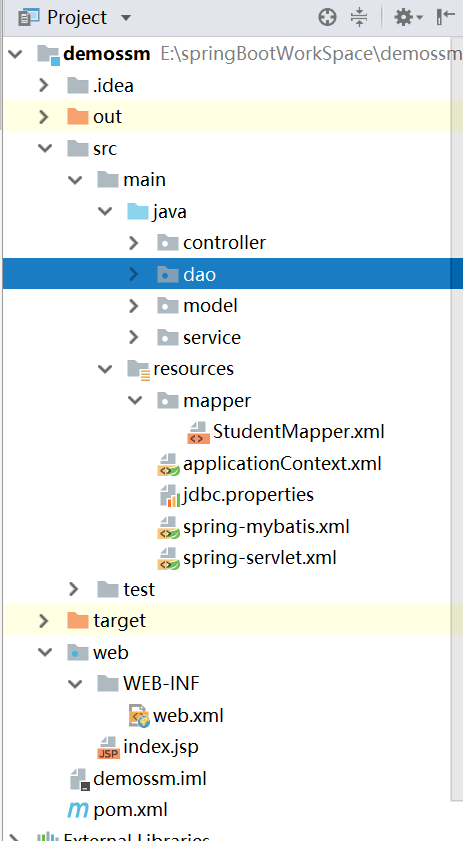 Project
demossm E:\springBootWorkSpace\demossm
.idea
out
src
main
java
controller
dao
model
service
resources
mapper
StudentMapper.xml
applicationContext.xml
jdbc.properties
spring-mybatis.xml
spring-servlet.xml
test
target
web
WEB-INF
web.xml
JSP index.jsp
demossm.iml
m pom.xml
External Libraries